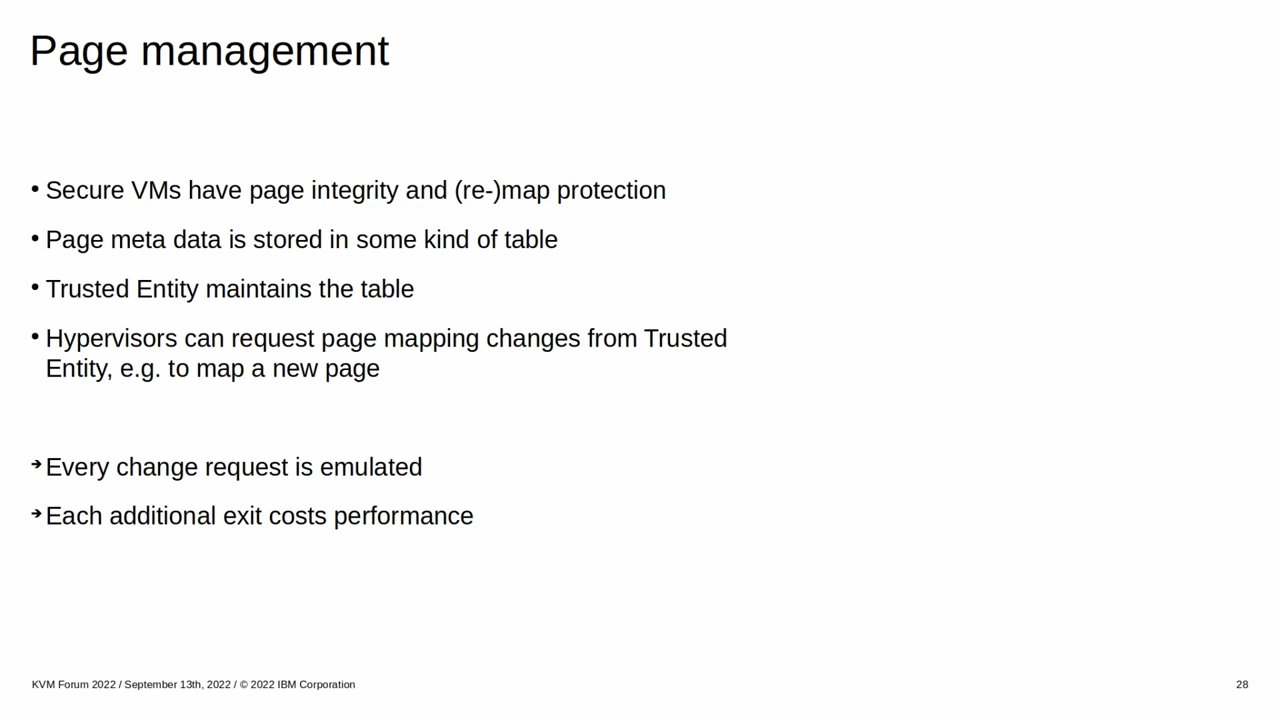 Page management
• Secure VMs have page integrity and (re-)map protection
• Page meta data is stored in some kind of table
• Trusted Entity maintains the table
• Hypervisors can request page mapping changes from Trusted
Entity, e.g. to map a new page
➔ Every change request is emulated
➔ Each additional exit costs performance
KVM Forum 2022 / September 13th, 2022 / © 2022 IBM Corporation
28